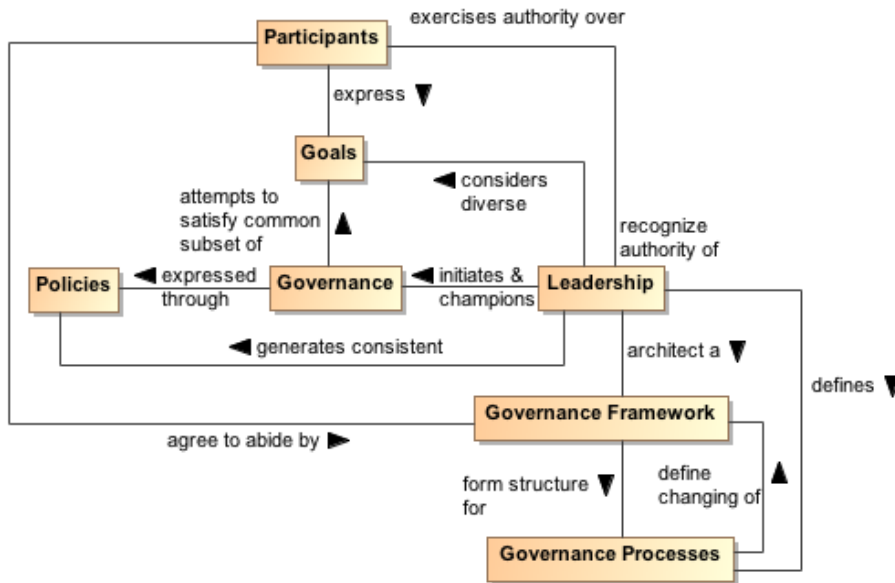 exercises authority over
Participants
express
Goals
considers
diverse
attempts to
satisfy common
subset of
recognize
authority of
Policies
expressed
through
Governance
initiates &
champions
Leadership
generates consistent
architect a
defines
Governance Framework
agree to abide by
form structure
for
define
changing of
Governance Processes